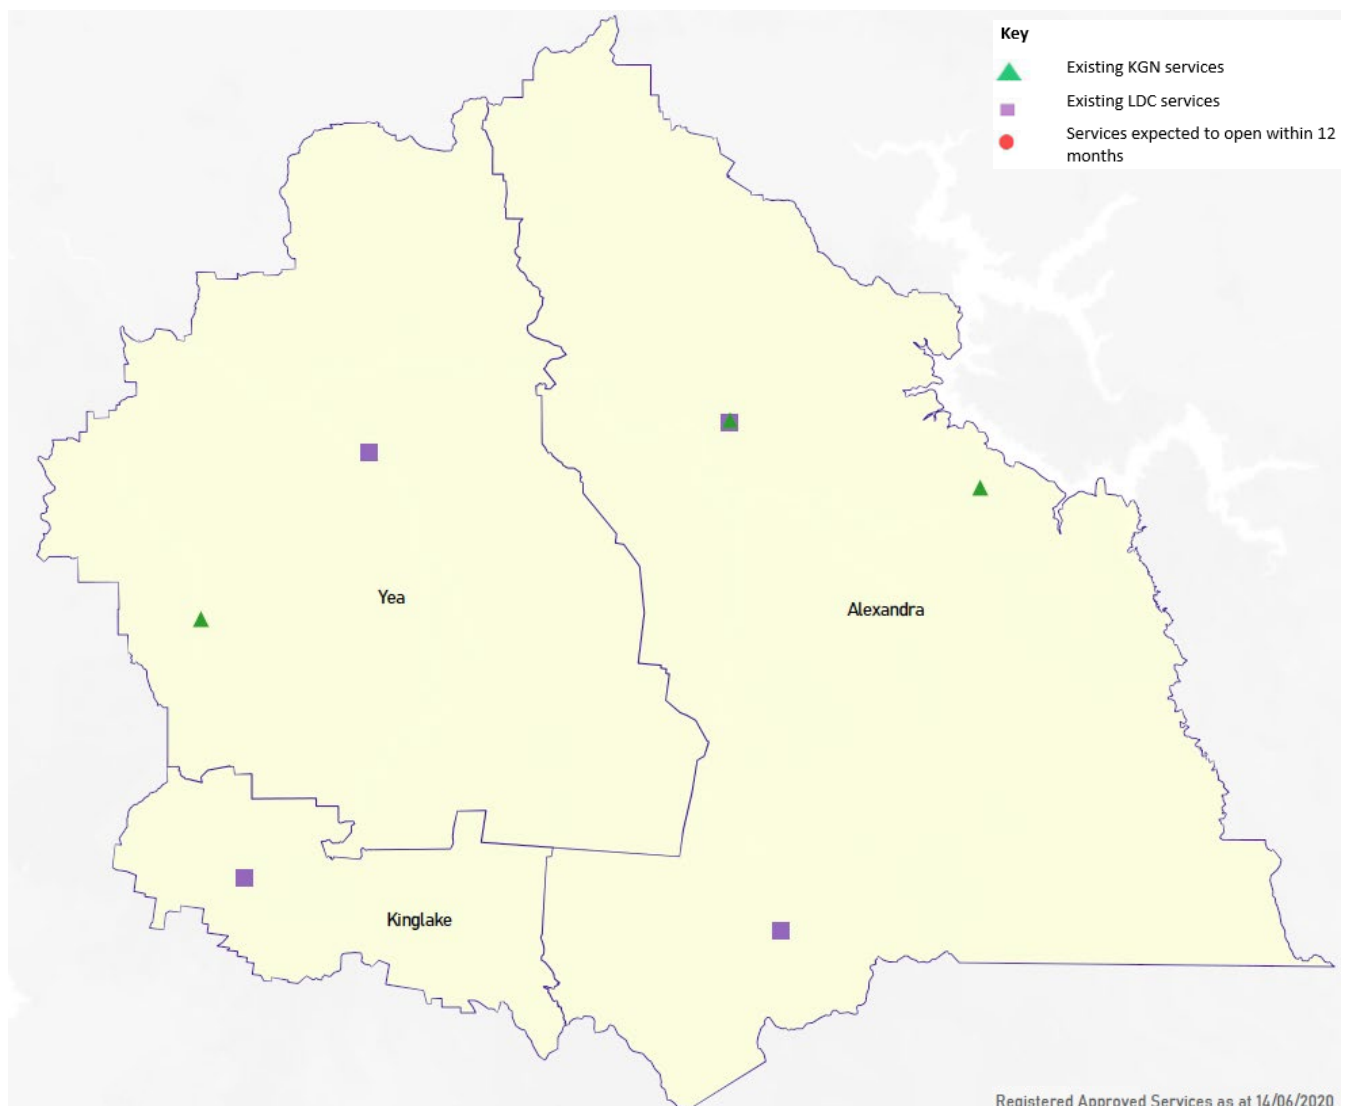 Key
Existing KGN services
Existing LDC services
Services expected to open within 12
months
Yea
Alexandra
Kinglake
Registered Approved Services as at 14/06/2020